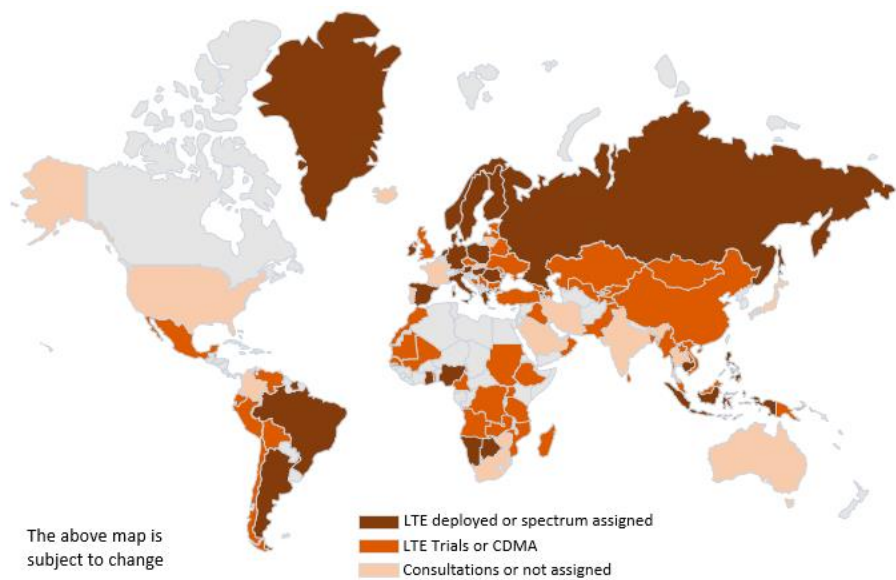 The above map is
subject to change
LTE deployed or spectrum assigned
LTE Trials or CDMA
Consultations or not assigned